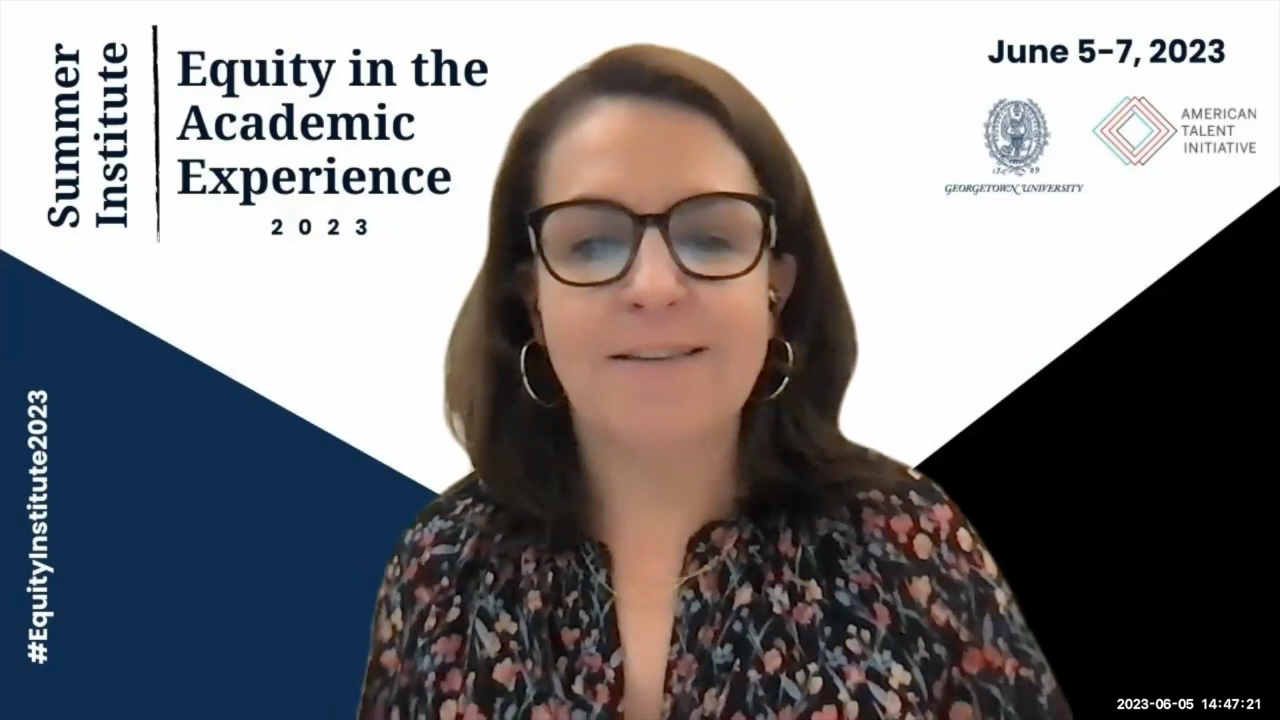 Summer
Institute
Equity in the
Academic
Experience
2023
June 5-7, 2023
1789
GEORGETOWN UNIVERSITY
AMERICAN
TALENT
INITIATIVE
#EquityInstitute2023
2023-06-05 14:47:21